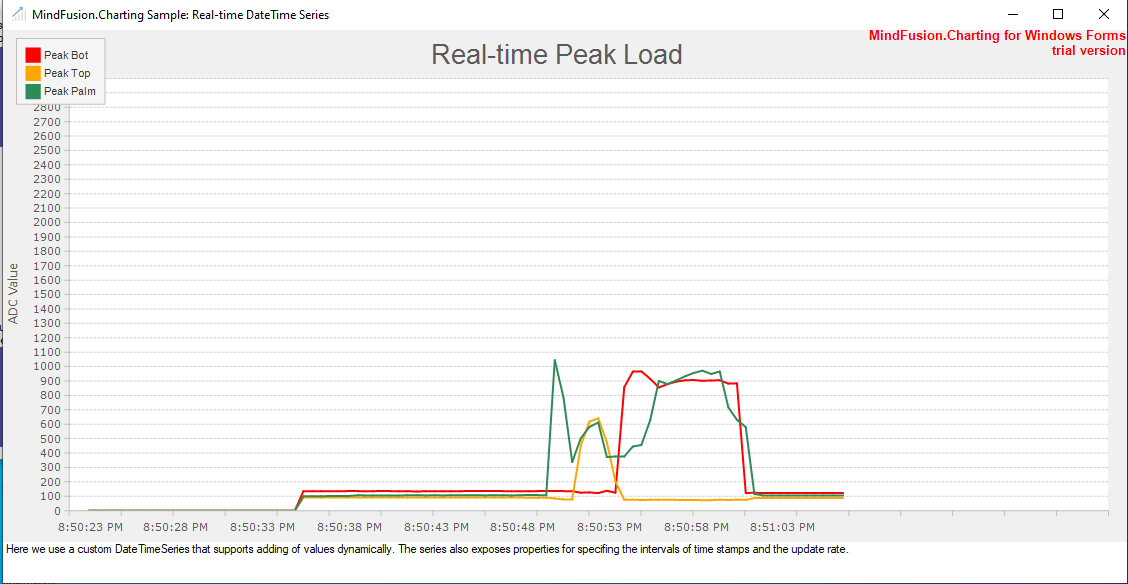 MindFusion.Charting Sample: Real-time DateTime Series
MindFusion.Charting for Windows Forms
trial version
Real-time Peak Load
Peak Bot
Peak Top
Peak Palm
ADC Value
2800
2700
2600
2500
2400
2300
2200
2100
2000
1900
1800
1700
1600
1500
1400
1300
1200
1100
1000
900
800
700
600
500
400
300
200
100
0
8:50:23 PM 8:50:28 PM 8:50:33 PM 8:50:38 PM 8:50:43 PM 8:50:48 PM 8:50:53 PM 8:50:58 PM 8:51:03 PM
Here we use a custom DateTimeSeries that supports adding of values dynamically. The series also exposes properties for specifing the intervals of time stamps and the update rate.